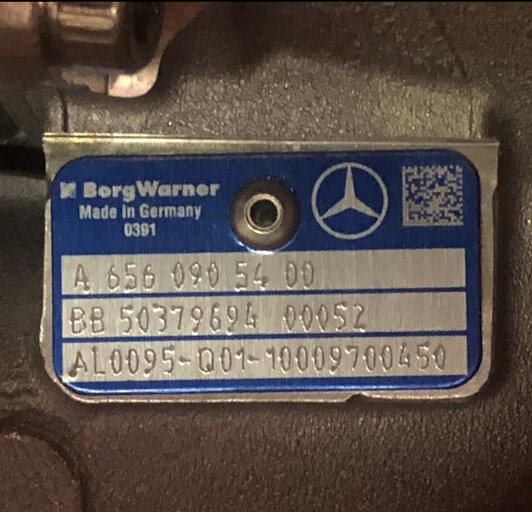 BorgWarner
Made in Germany
0391
A 656 090 54 00
BB 50379694 00052
AL0095-Q01-10009700450